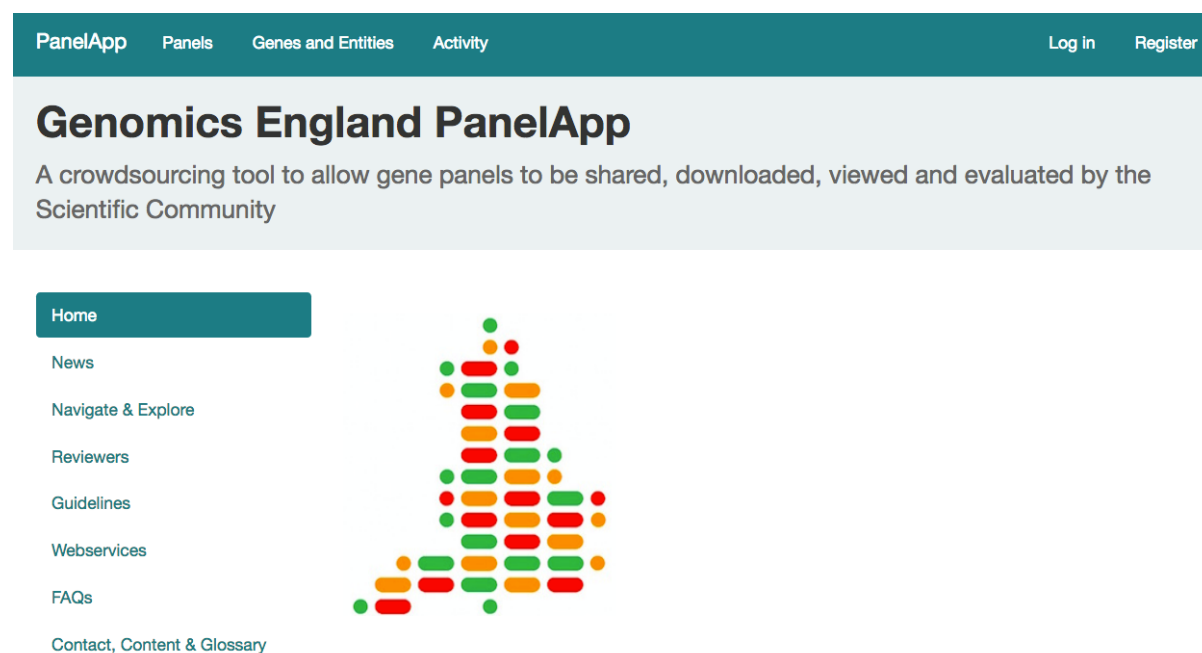 PanelApp Panels Genes and Entities Activity Log in Register
Genomics England PanelApp
A crowdsourcing tool to allow gene panels to be shared, downloaded, viewed and evaluated by the
Scientific Community
Home
News
Navigate & Explore
Reviewers
Guidelines
Webservices
FAQs
Contact, Content & Glossary